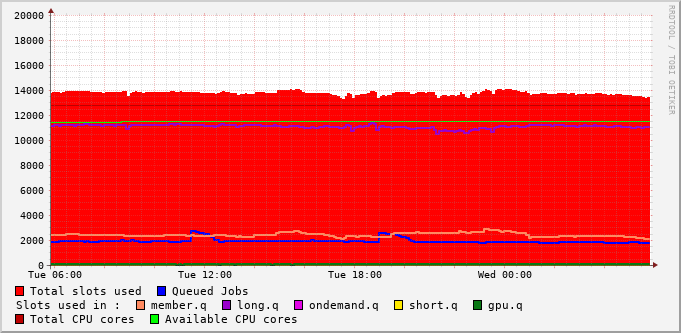 20000
18000
16000
14000
12000
10000
8000
6000
4000
2000
0
Tue 06:00 Tue 12:00 Tue 18:00 Wed 00:00
Total slots used Queued Jobs
Slots used in : member.q long.q ondemand.q short.q gpu.q
Total CPU cores Available CPU cores
RRDTOOL / TOBI OETIKER